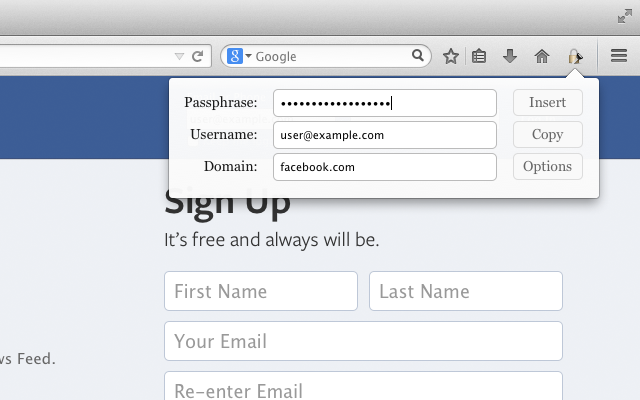 8 Google
Passphrase: •••••••••••••••••• Insert
Username: user@example.com Copy
Domain: facebook.com Options
Sign Up
It's free and always will be.
First Name Last Name
Your Email
ws Feed.
Re-enter Email